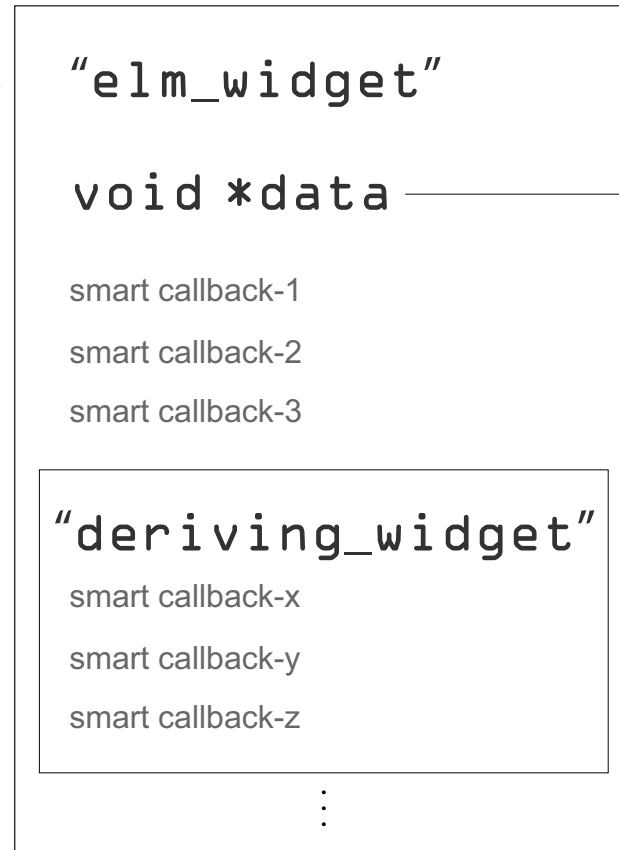 “elm_widget”
void *data
smart callback-1
smart callback-2
smart callback-3
“deriving_widget”
smart callback-x
smart callback-y
smart callback-z
⋮